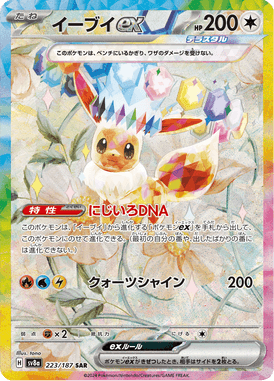 たね イーブイex HP 200
テラスタル
このポケモンは、ベンチにいるかぎり、ワザのダメージを受けない。
特性 にじいろDNA
このポケモンには、「イーブイ」から進化する「ポケモンex」を手札から出して、
このポケモンにのせて進化できる。（最初の自分の番や、出したばかりの番に
は進化できない。）
クォーツシャイン 200
弱点 ×2 抵抗力 にげる
exルール
ポケモンexがきぜつしたとき、相手はサイドを2枚とる。
Illus. tono
H sv8a 223/187 SAR
©2024 Pokémon/Nintendo/Creatures/GAME FREAK.